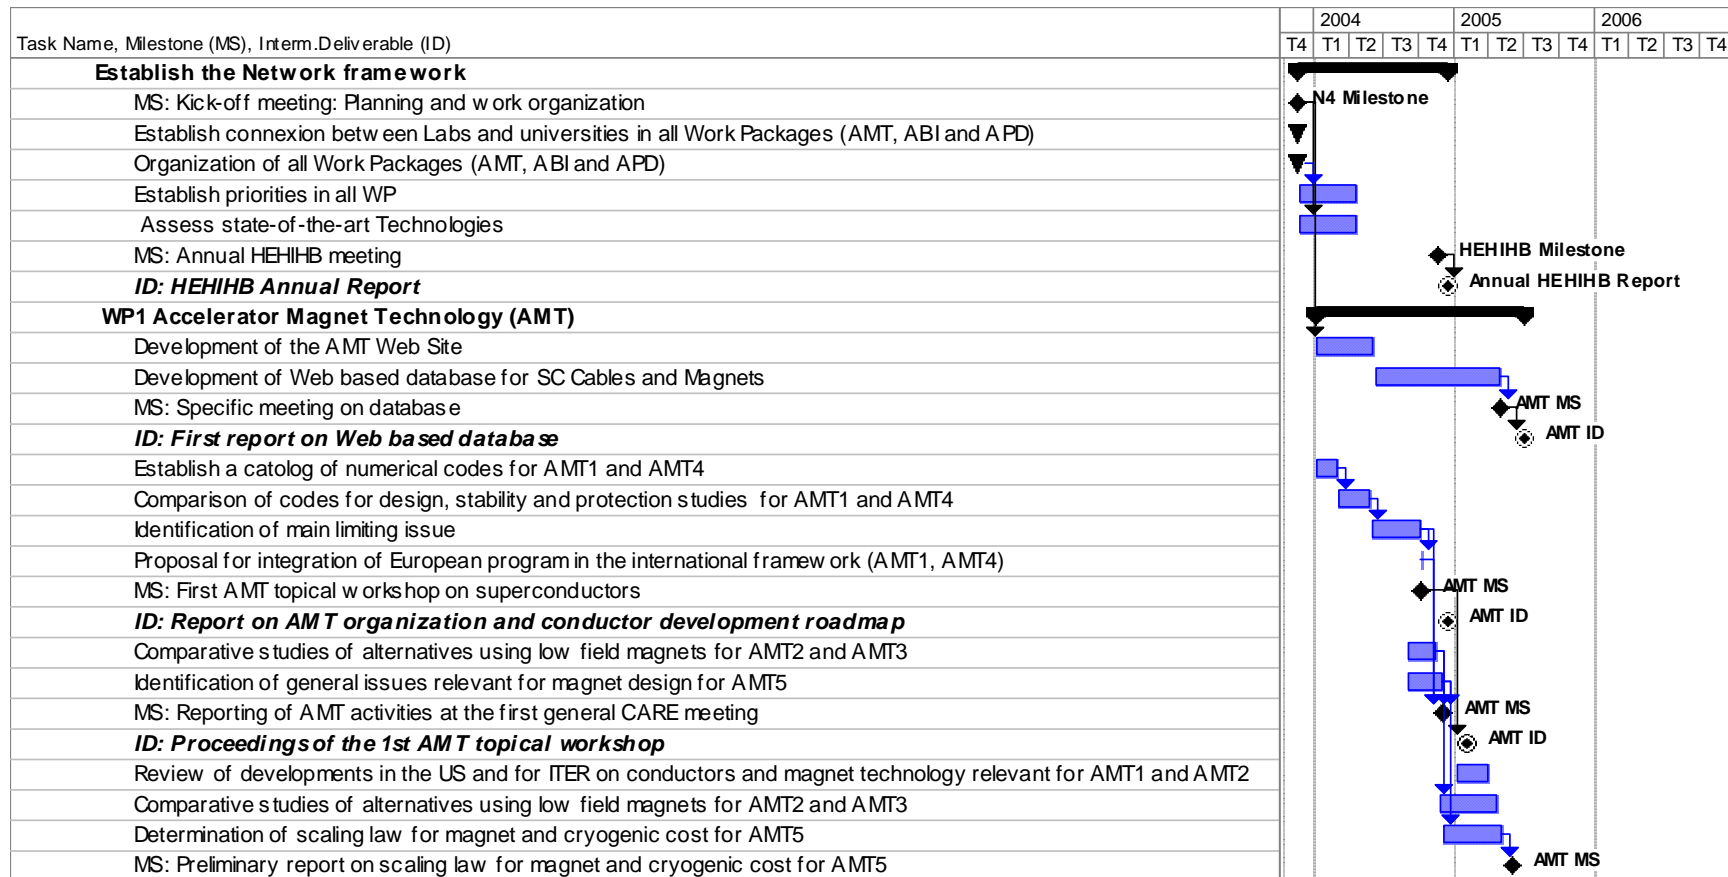 2004 2005 2006
Task Name, Milestone (MS), Interm.Deliverable (ID) T4 T1 T2 T3 T4 T1 T2 T3 T4 T1 T2 T3 T4
Establish the Network framework
MS: Kick-off meeting: Planning and work organization N4 Milestone
Establish connexion between Labs and universities in all Work Packages (AMT, ABI and APD)
Organization of all Work Packages (AMT, ABI and APD)
Establish priorities in all WP
Assess state-of-the-art Technologies
MS: Annual HEHIHB meeting HEHIHB Milestone
ID: HEHIHB Annual Report Annual HEHIHB Report
WP1 Accelerator Magnet Technology (AMT)
Development of the AMT Web Site
Development of Web based database for SC Cables and Magnets
MS: Specific meeting on database AMT MS
ID: First report on Web based database AMT ID
Establish a catolog of numerical codes for AMT1 and AMT4
Comparison of codes for design, stability and protection studies for AMT1 and AMT4
Identification of main limiting issue
Proposal for integration of European program in the international framework (AMT1, AMT4)
MS: First AMT topical workshop on superconductors AMT MS
ID: Report on AMT organization and conductor development roadmap AMT ID
Comparative studies of alternatives using low field magnets for AMT2 and AMT3
Identification of general issues relevant for magnet design for AMT5
MS: Reporting of AMT activities at the first general CARE meeting AMT MS
ID: Proceedings of the 1st AMT topical workshop AMT ID
Review of developments in the US and for ITER on conductors and magnet technology relevant for AMT1 and AMT2
Comparative studies of alternatives using low field magnets for AMT2 and AMT3
Determination of scaling law for magnet and cryogenic cost for AMT5
MS: Preliminary report on scaling law for magnet and cryogenic cost for AMT5 AMT MS